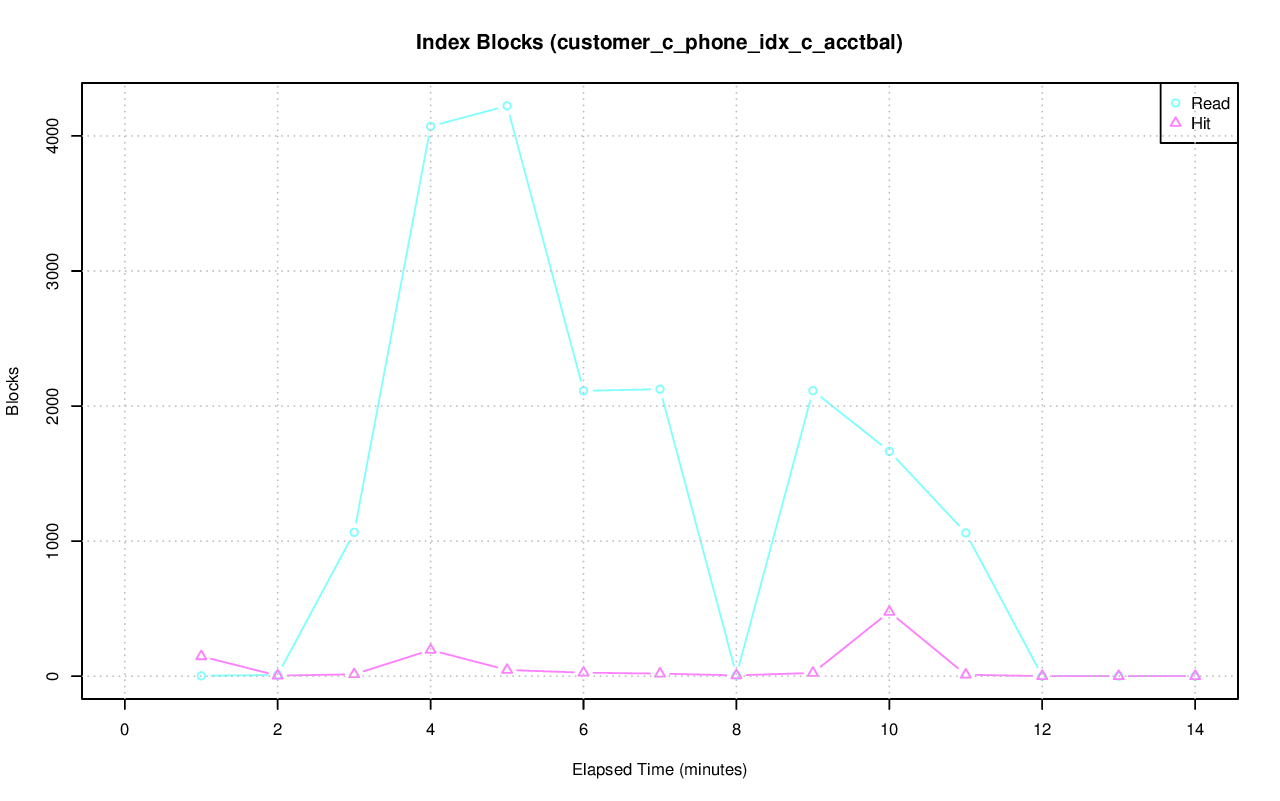 Index Blocks (customer_c_phone_idx_c_acctbal)
Read
Hit
Blocks
4000
3000
2000
1000
0
0 2 4 6 8 10 12 14
Elapsed Time (minutes)